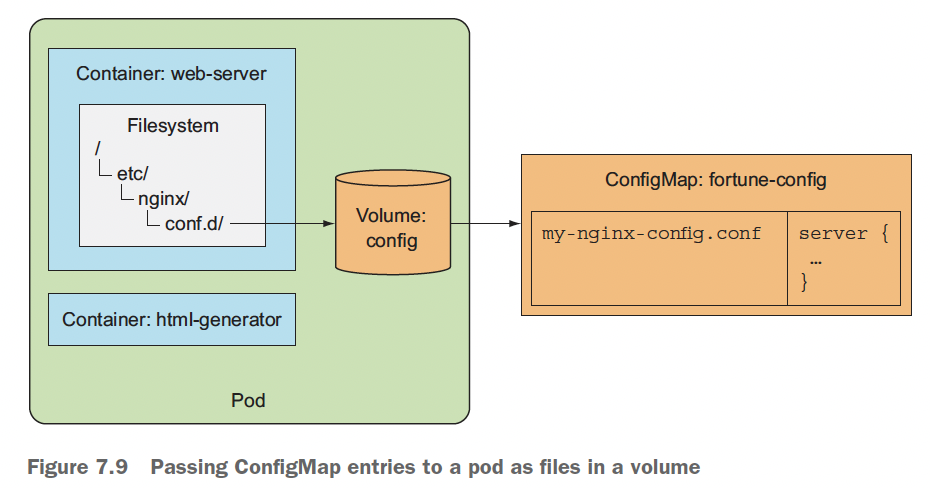 Container: web-server
Filesystem
/
etc/
nginx/
conf.d/
Volume:
config
ConfigMap: fortune-config
my-nginx-config.conf
server {
…
}
Container: html-generator
Pod
Figure 7.9 Passing ConfigMap entries to a pod as files in a volume